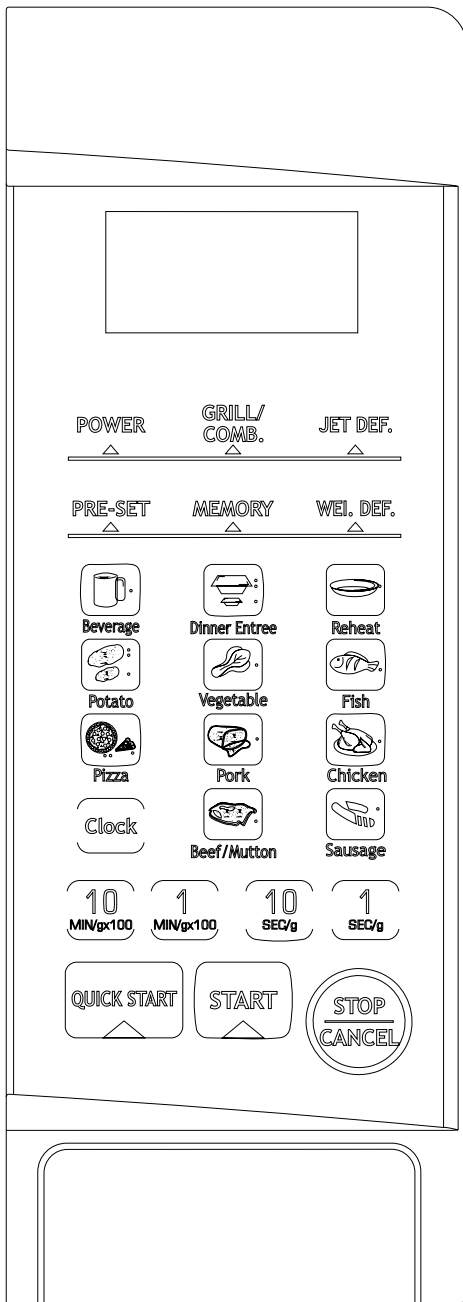 POWER GRILL/ JET DEF.
COMB.
PRE-SET MEMORY WEI. DEF.
Beverage Dinner Entree Reheat
Potato Vegetable Fish
Pizza Pork Chicken
Clock
Beef/Mutton Sausage
10 1 10 1
MIN/gx100 MIN/gx100 SEC/g SEC/g
QUICK START START STOP
CANCEL